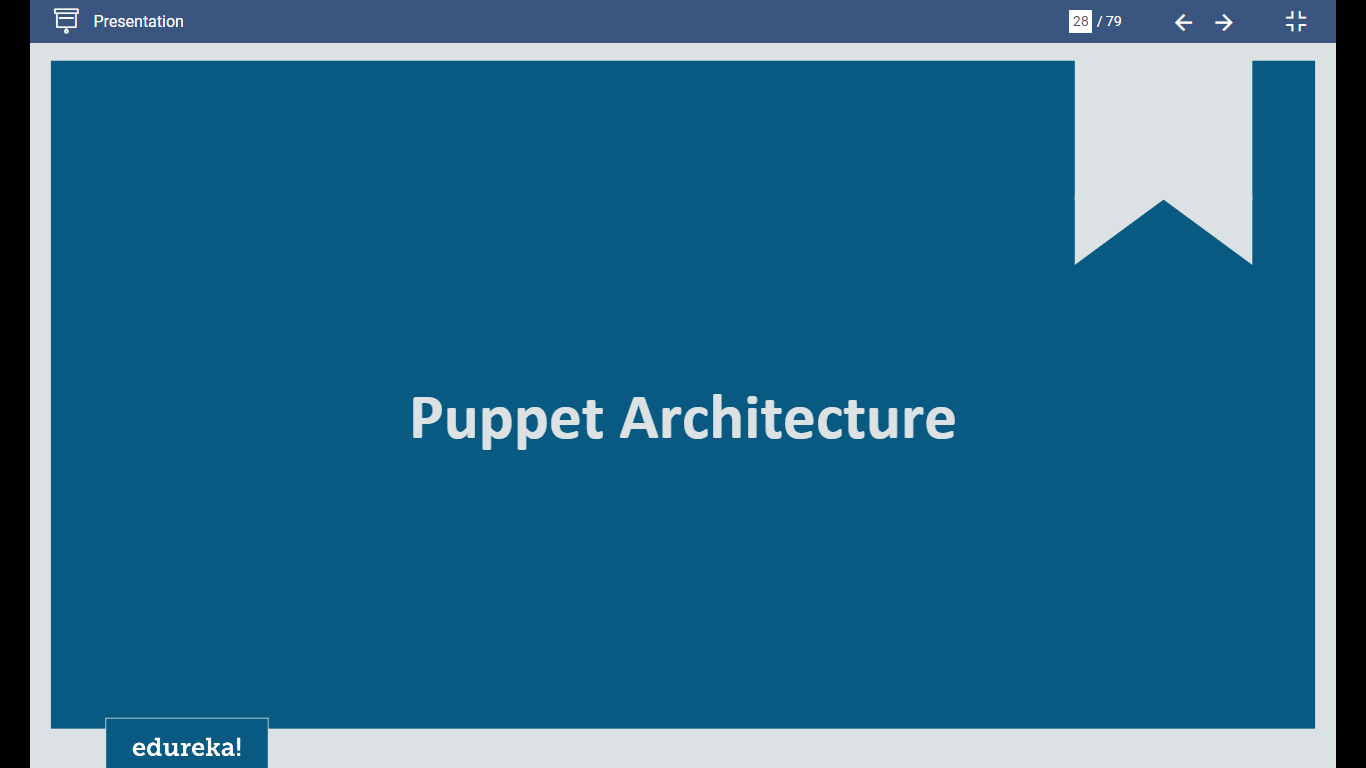 Presentation
28 / 79
Puppet Architecture
edureka!